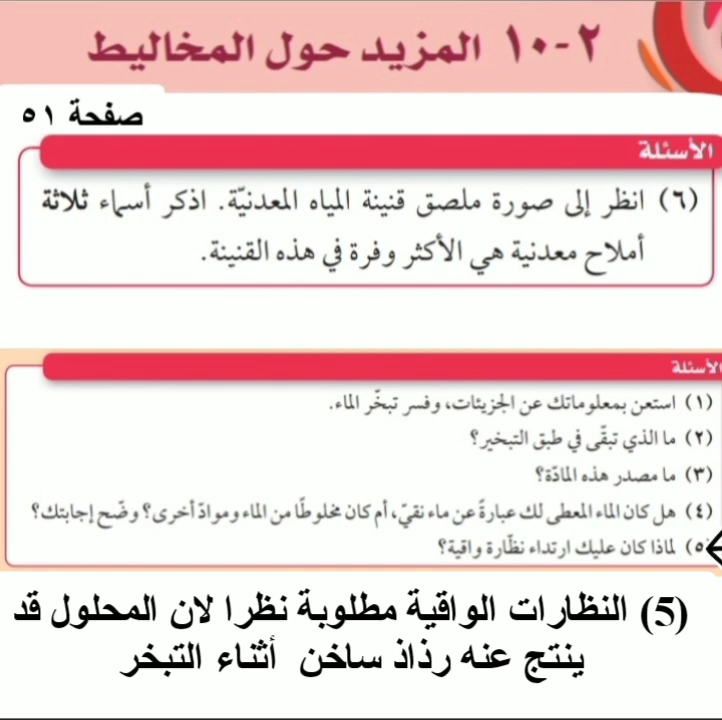 ٢-١٠ المزيد حول المخاليط
صفحة ٥١
الأسئلة
(٦) انظر إلى صورة ملصق قنينة المياه المعدنيّة. اذكر أسماء ثلاثة
أملاح معدنية هي الأكثر وفرة في هذه القنينة.
الأسئلة
(١) استعن بمعلوماتك عن الجزيئات، وفسر تبخّر الماء.
(٢) ما الذي تبقّى في طبق التبخير؟
(٣) ما مصدر هذه المادّة؟
(٤) هل كان الماء المعطى لك عبارةً عن ماء نقيّ، أم كان مخلوطًا من الماء وموادّ أخرى؟ وضّح إجابتك؟
(٥) لماذا كان عليك ارتداء نظّارة واقية؟
(5) النظارات الواقية مطلوبة نظرا لان المحلول قد
ينتج عنه رذاذ ساخن أثناء التبخر